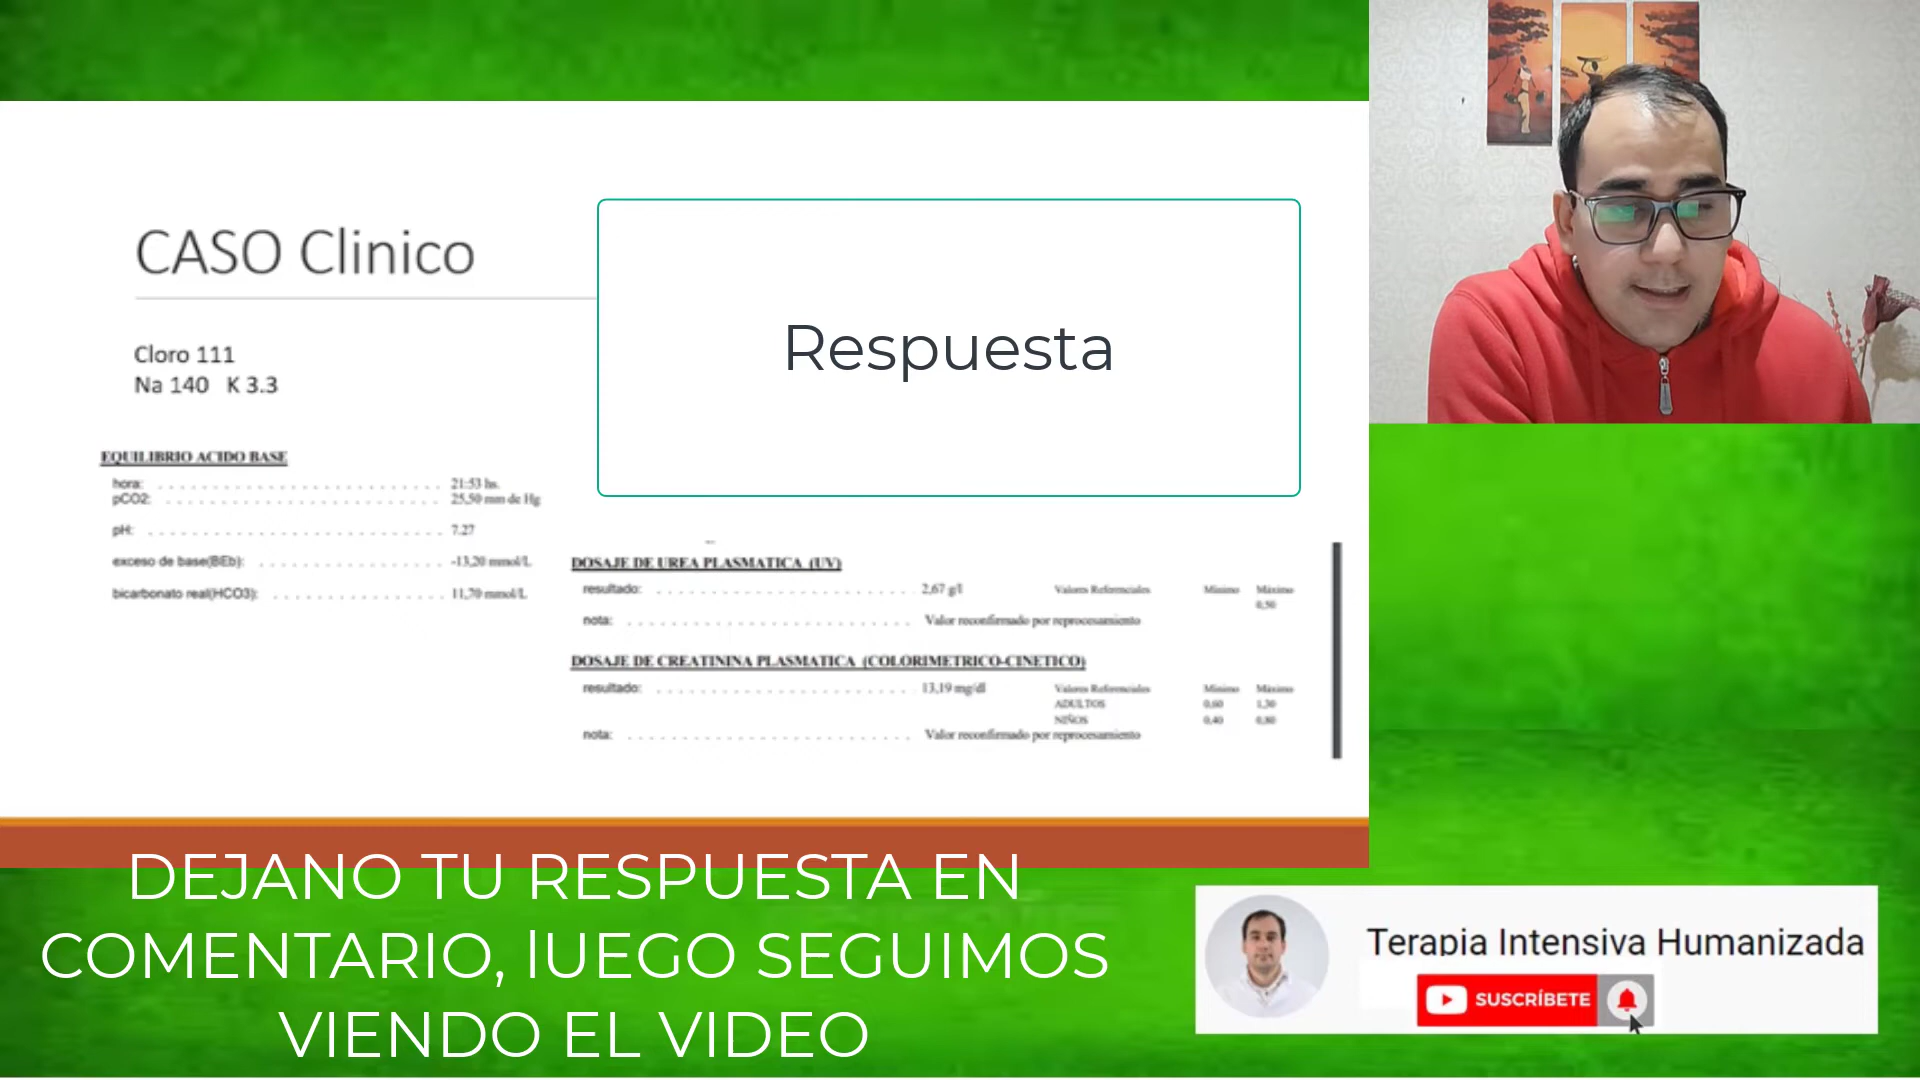 CASO Clinico
Respuesta
Cloro 111
Na 140 K 3.3
EQUILIBRIO ACIDO BASE
hora: 21:53 hs.
pCO2: 25,50 mm de Hg
pH: 7.27
exceso de base(BEb): -13,20 mmol/L
bicarbonato real(HCO3): 11,70 mmol/L
DOSAJE DE UREA PLASMATICA (UV)
resultado: 2,67 g/l Valores Referenciales Mínimo Máximo
0,50
nota: Valor reconfirmado por reprocesamiento
DOSAJE DE CREATININA PLASMATICA (COLORIMETRICO-CINETICO)
resultado: 13,19 mg/dl Valores Referenciales Mínimo Máximo
ADULTOS 0,60 1,30
NIÑOS 0,40 0,80
nota: Valor reconfirmado por reprocesamiento
DEJANO TU RESPUESTA EN
COMENTARIO, lUEGO SEGUIMOS
VIENDO EL VIDEO
Terapia Intensiva Humanizada
SUSCRÍBETE